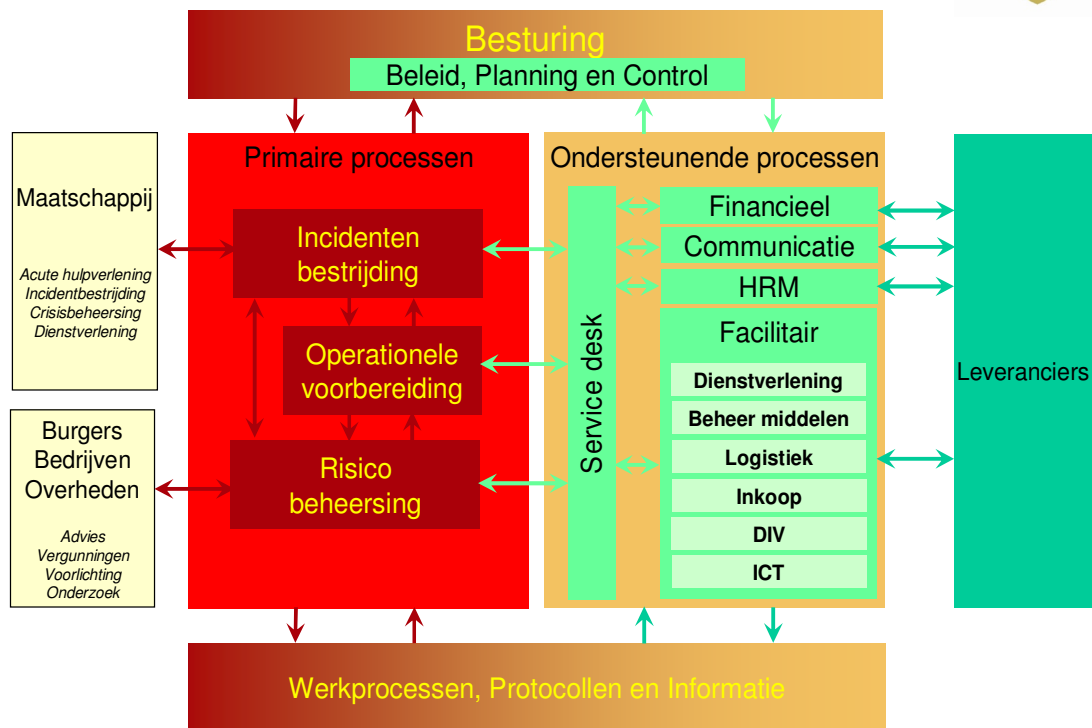 Besturing
Beleid, Planning en Control
Maatschappij
Acute hulpverlening
Incidentbestrijding
Crisisbeheersing
Dienstverlening
Burgers
Bedrijven
Overheden
Advies
Vergunningen
Voorlichting
Onderzoek
Primaire processen
Incidenten
bestrijding
Operationele
voorbereiding
Risico
beheersing
Ondersteunende processen
Service desk
Financieel
Communicatie
HRM
Facilitair
Dienstverlening
Beheer middelen
Logistiek
Inkoop
DIV
ICT
Leveranciers
Werkprocessen, Protocollen en Informatie